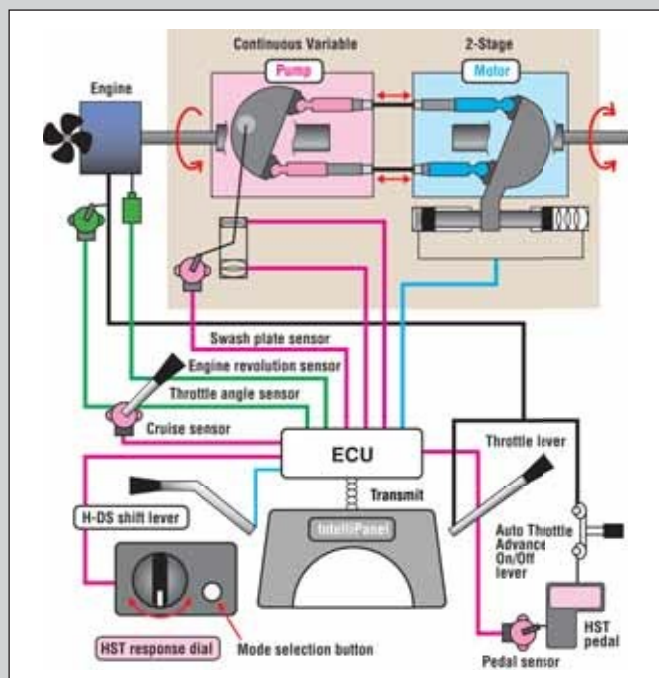 Continuous Variable
2-Stage
Pump
Motor
Engine
Swash plate sensor
Engine revolution sensor
Throttle angle sensor
Cruise sensor
Throttle liver
ECU
Transmit
H-DS shift lever
IntelliPanel
Auto Throttle
Advance
On/Off
lever
HST
pedal
HST response dial
Mode selection button
Pedal sensor